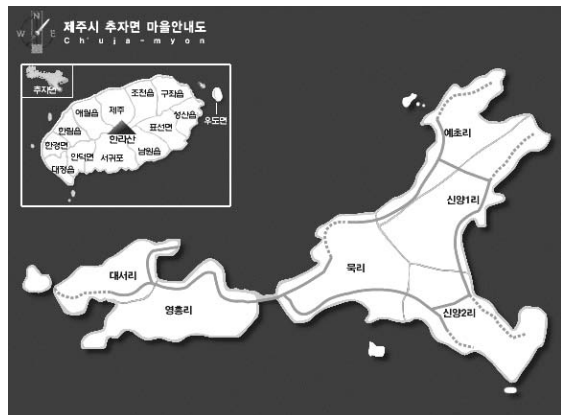 N
W E
S
제주시 추자면 마을안내도
Ch'uja-myon
추자면
조천읍
구좌읍
제주
애월읍
성산읍
우도면
한림읍
표선면
한라산
한경면
안덕면
서귀포
남원읍
대정읍
예초리
신양1리
묵리
대서리
영흥리
신양2리